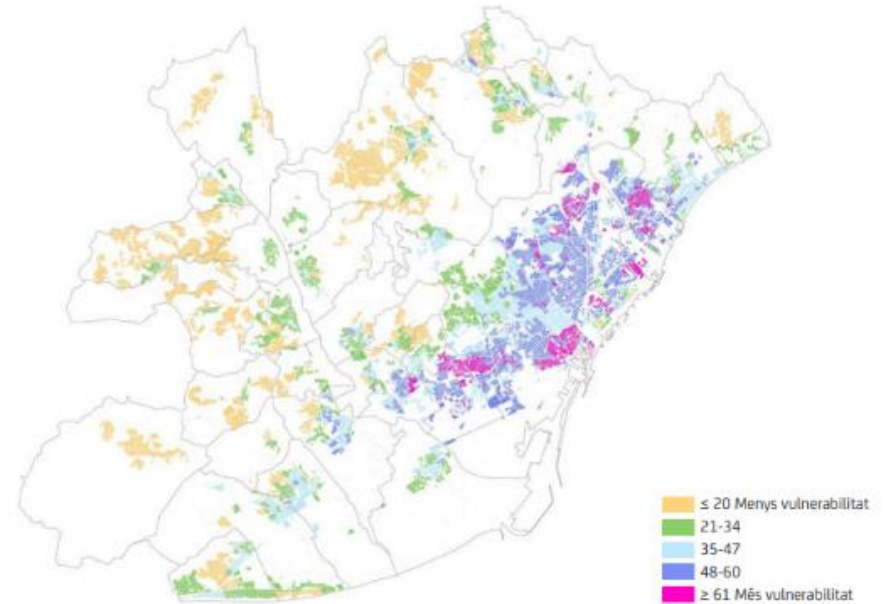 ≤ 20 Menys vulnerabilitat
21-34
35-47
48-60
≥ 61 Més vulnerabilitat